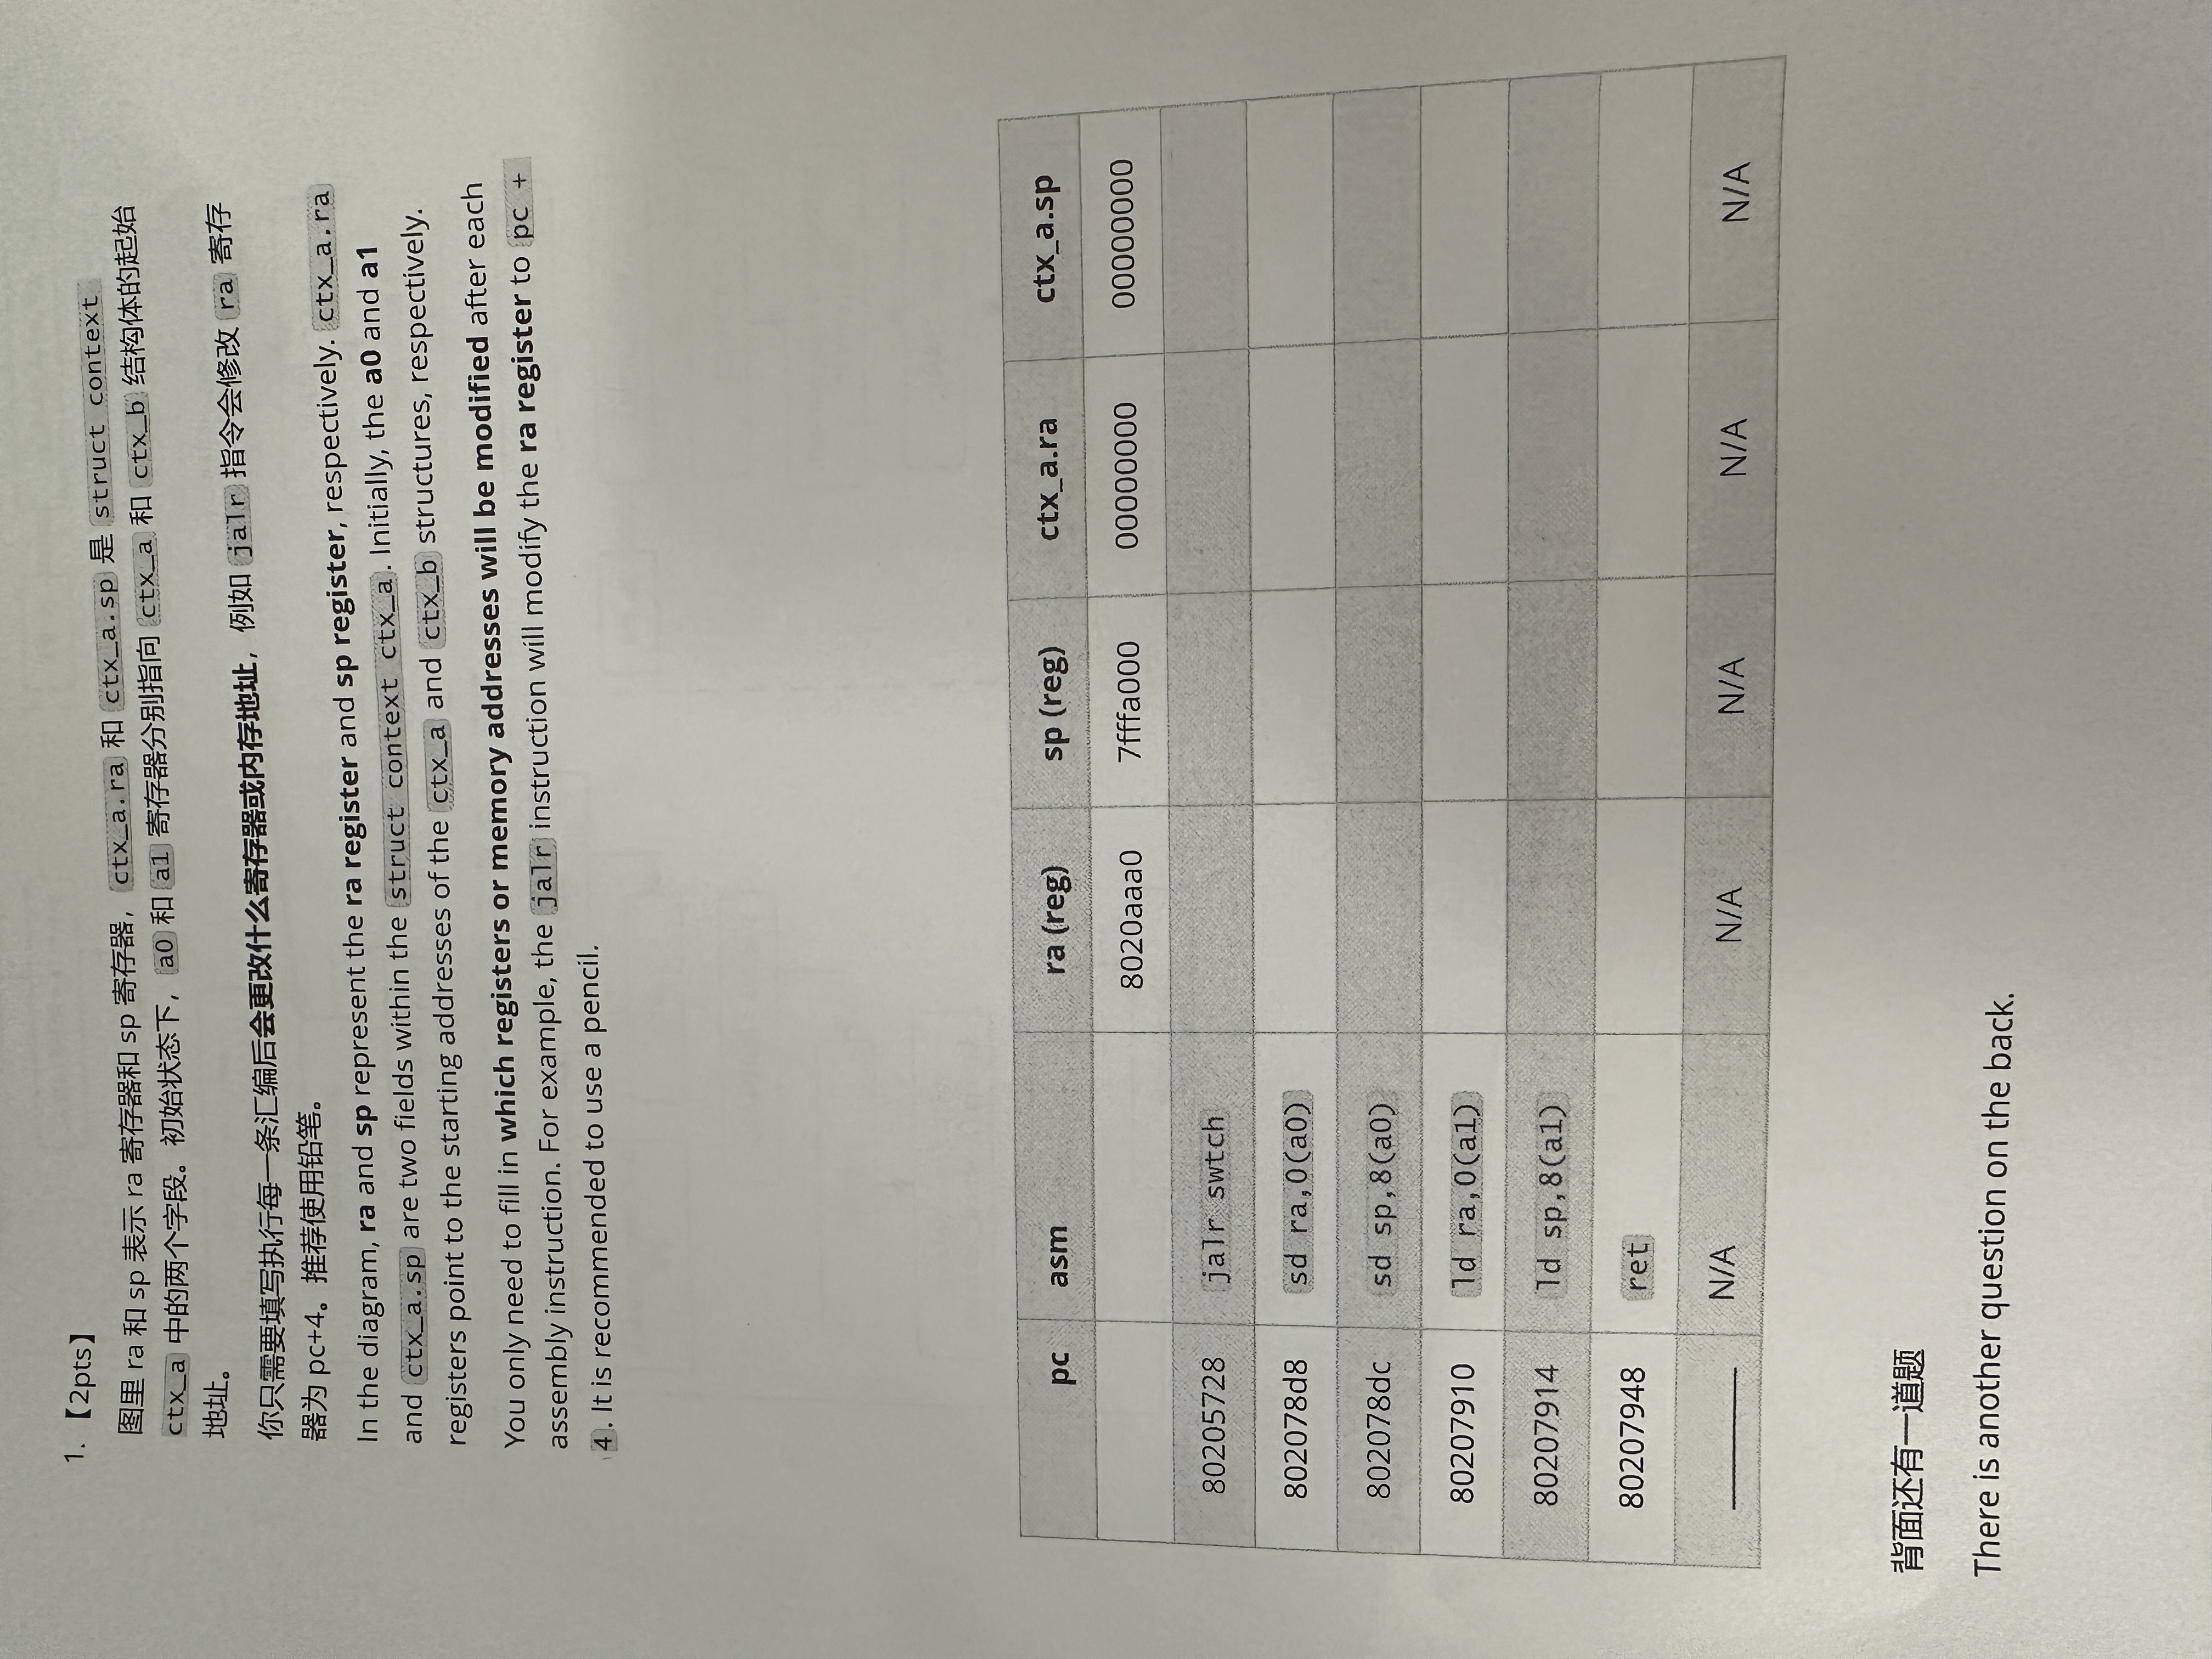 1. 【2pts】
图里 ra 和 sp 表示 ra 寄存器和 sp 寄存器，ctx_a.ra 和 ctx_a.sp 是 struct context
ctx_a 中的两个字段。初始状态下，a0 和 a1 寄存器分别指向 ctx_a 和 ctx_b 结构体的起始
地址。
你只需要填写执行每一条汇编后会更改什么寄存器或内存地址，例如 jalr 指令会修改 ra 寄存
器为 pc+4。推荐使用铅笔。
In the diagram, ra and sp represent the ra register and sp register, respectively. ctx_a.ra
and ctx_a.sp are two fields within the struct context ctx_a. Initially, the a0 and a1
registers point to the starting addresses of the ctx_a and ctx_b structures, respectively.
You only need to fill in which registers or memory addresses will be modified after each
assembly instruction. For example, the jalr instruction will modify the ra register to pc +
4. It is recommended to use a pencil.
pc asm ra (reg) sp (reg) ctx_a.ra ctx_a.sp
8020aaa0 7fffa000 00000000 00000000
80205728 jalr swtch
802078d8 sd ra,0(a0)
802078dc sd sp,8(a0)
80207910 ld ra,0(a1)
80207914 ld sp,8(a1)
80207948 ret
N/A N/A N/A N/A N/A
背面还有一道题
There is another question on the back.